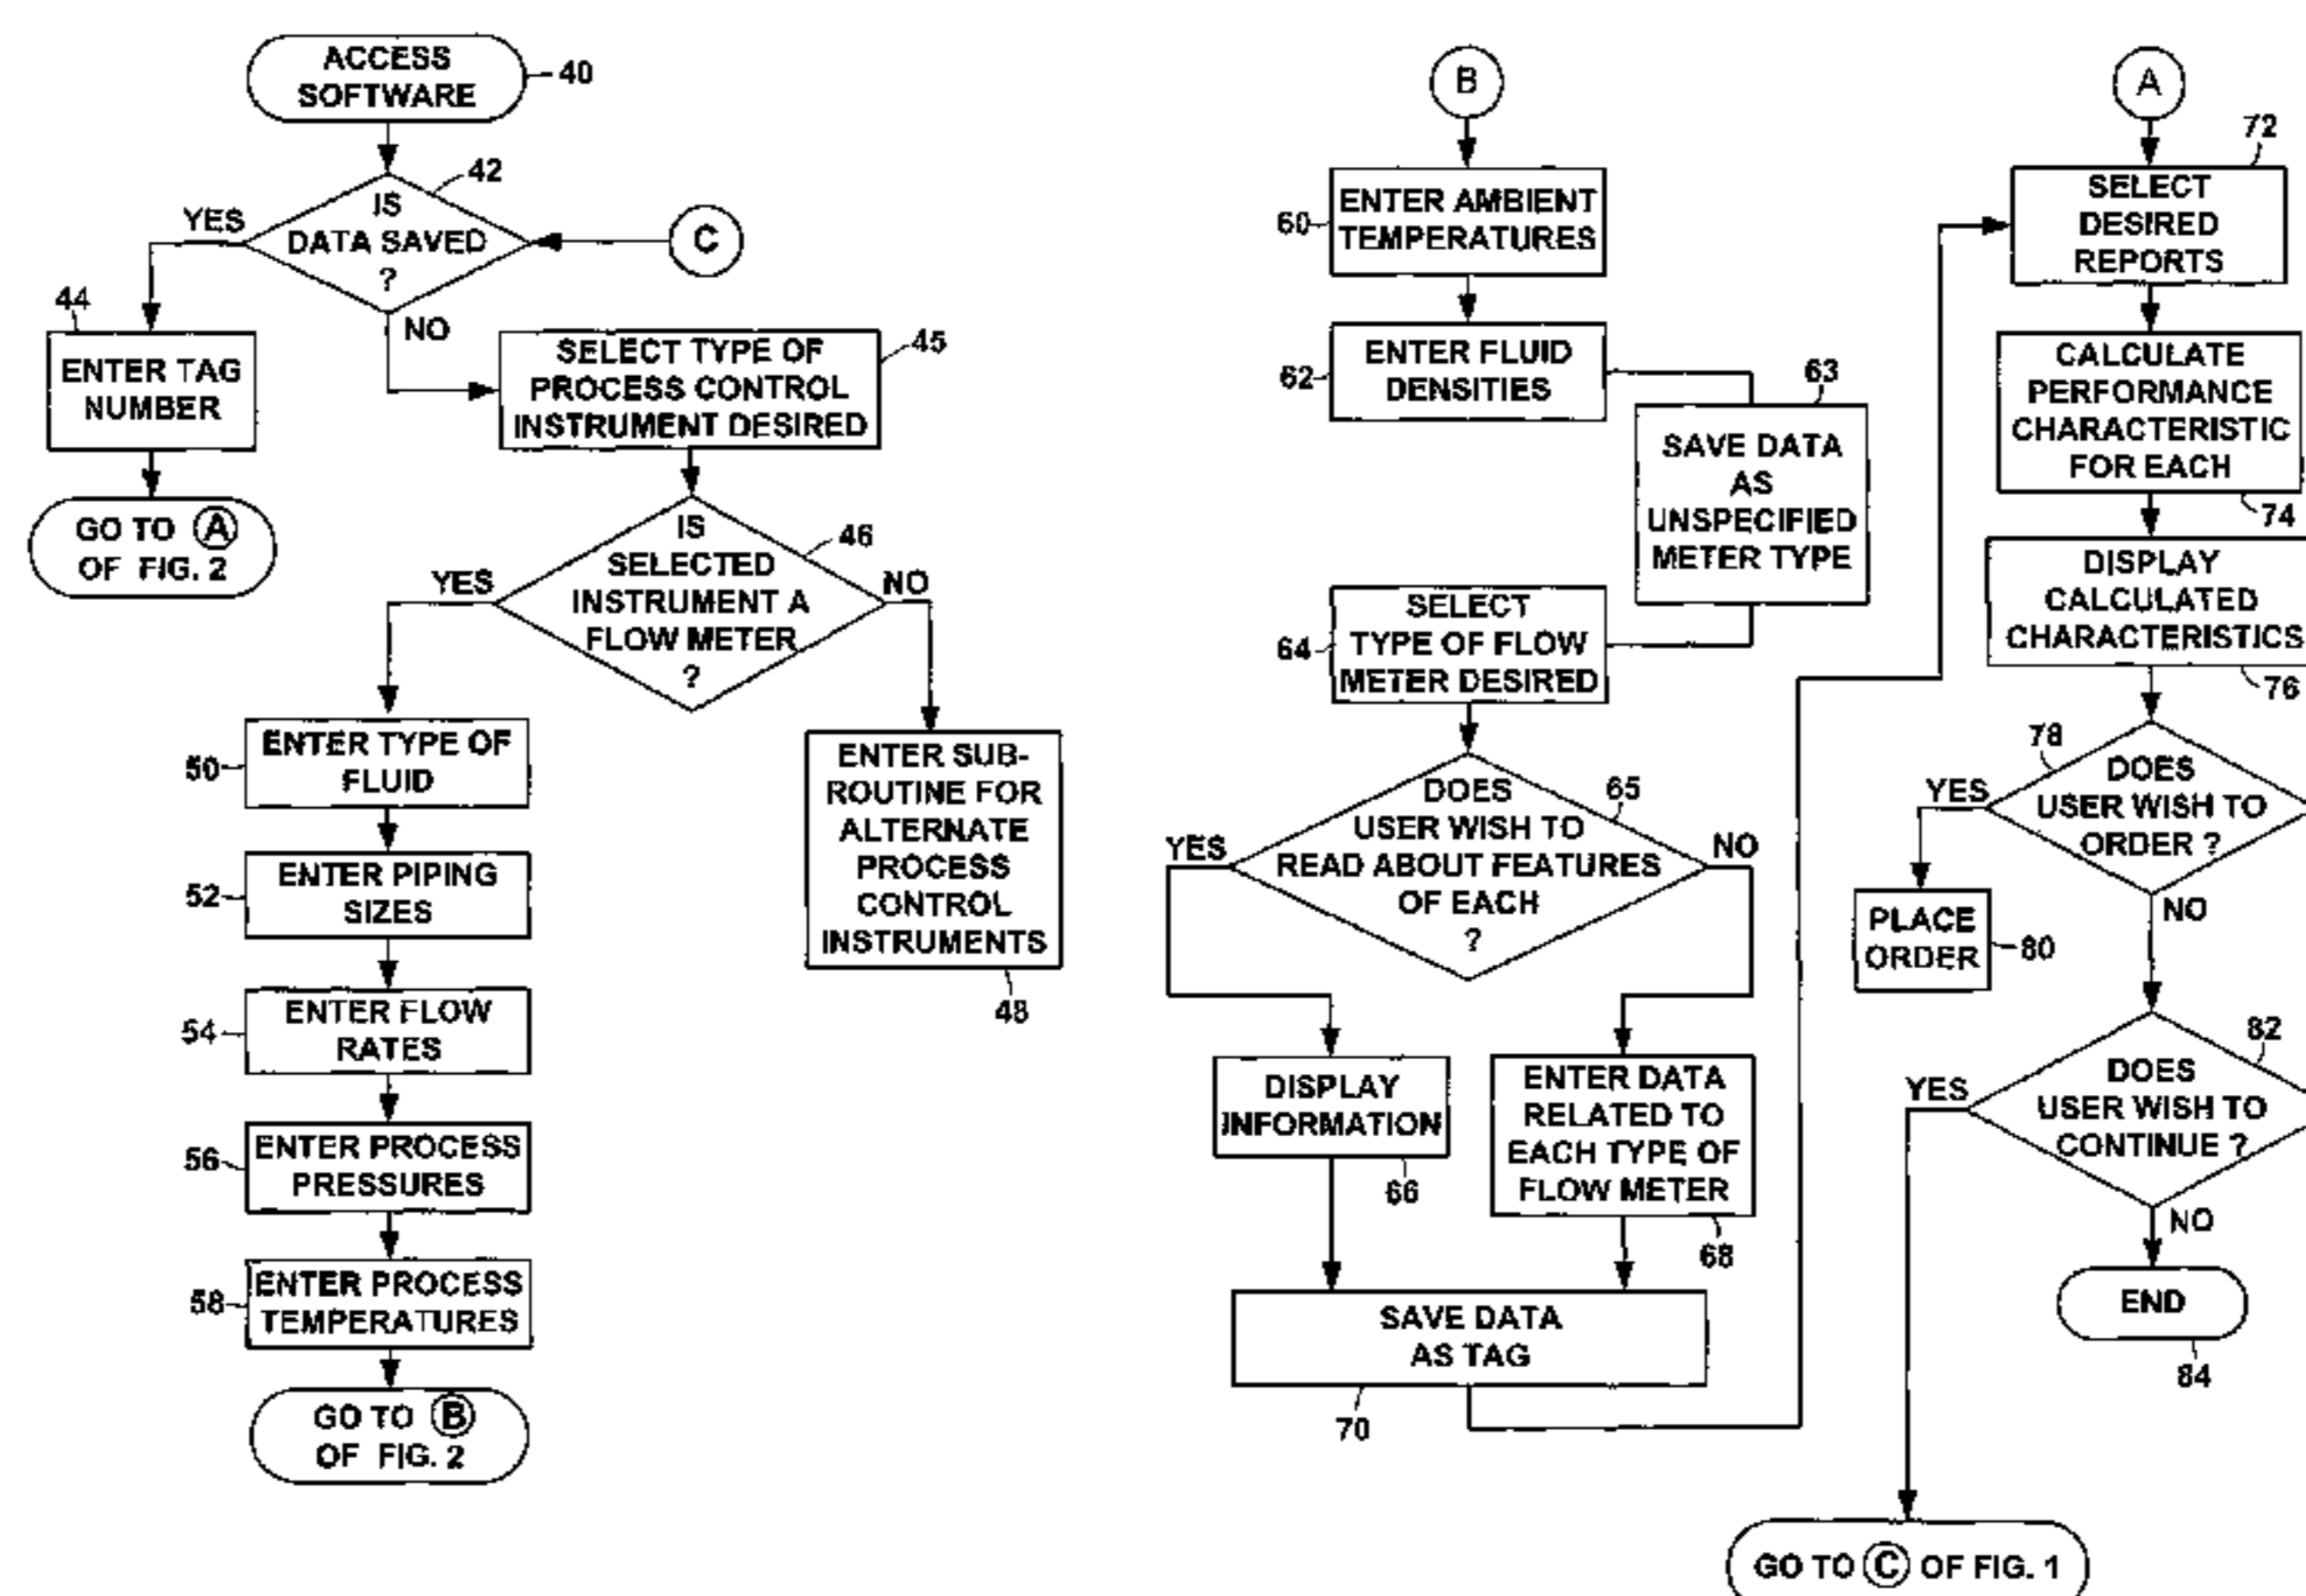 ACCESS
SOFTWARE
40
42
IS
DATA SAVED
?
YES
NO
C
44
ENTER TAG
NUMBER
GO TO A
OF FIG. 2
SELECT TYPE OF
PROCESS CONTROL
INSTRUMENT DESIRED
45
IS
SELECTED
INSTRUMENT A
FLOW METER
?
46
YES
NO
ENTER TYPE OF
FLUID
50
ENTER SUB-
ROUTINE FOR
ALTERNATE
PROCESS
CONTROL
INSTRUMENTS
48
ENTER PIPING
SIZES
52
ENTER FLOW
RATES
54
ENTER PROCESS
PRESSURES
56
ENTER PROCESS
TEMPERATURES
58
GO TO B
OF FIG. 2
B
ENTER AMBIENT
TEMPERATURES
60
ENTER FLUID
DENSITIES
62
63
SAVE DATA
AS
UNSPECIFIED
METER TYPE
SELECT
TYPE OF FLOW
METER DESIRED
64
DOES
USER WISH TO
READ ABOUT FEATURES
OF EACH
?
65
YES
NO
DISPLAY
INFORMATION
66
ENTER DATA
RELATED TO
EACH TYPE OF
FLOW METER
68
SAVE DATA
AS TAG
70
A
72
SELECT
DESIRED
REPORTS
CALCULATE
PERFORMANCE
CHARACTERISTIC
FOR EACH
74
DISPLAY
CALCULATED
CHARACTERISTICS
76
78
DOES
USER WISH TO
ORDER ?
YES
NO
PLACE
ORDER
80
82
DOES
USER WISH TO
CONTINUE ?
YES
NO
END
84
GO TO C OF FIG. 1